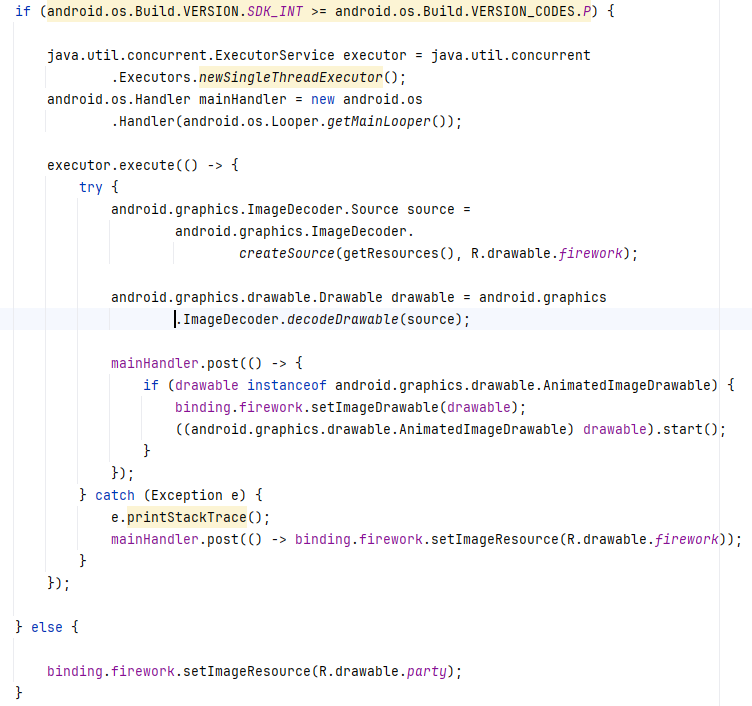 if (android.os.Build.VERSION.SDK_INT >= android.os.Build.VERSION_CODES.P) {
java.util.concurrent.ExecutorService executor = java.util.concurrent
.Executors.newSingleThreadExecutor();
android.os.Handler mainHandler = new android.os
.Handler(android.os.Looper.getMainLooper());
executor.execute(() -> {
try {
android.graphics.ImageDecoder.Source source =
android.graphics.ImageDecoder.
createSource(getResources(), R.drawable.firework);
android.graphics.drawable.Drawable drawable = android.graphics
.ImageDecoder.decodeDrawable(source);
mainHandler.post(() -> {
if (drawable instanceof android.graphics.drawable.AnimatedImageDrawable) {
binding.firework.setImageDrawable(drawable);
((android.graphics.drawable.AnimatedImageDrawable) drawable).start();
}
});
} catch (Exception e) {
e.printStackTrace();
mainHandler.post(() -> binding.firework.setImageResource(R.drawable.firework));
}
});
} else {
binding.firework.setImageResource(R.drawable.party);
}